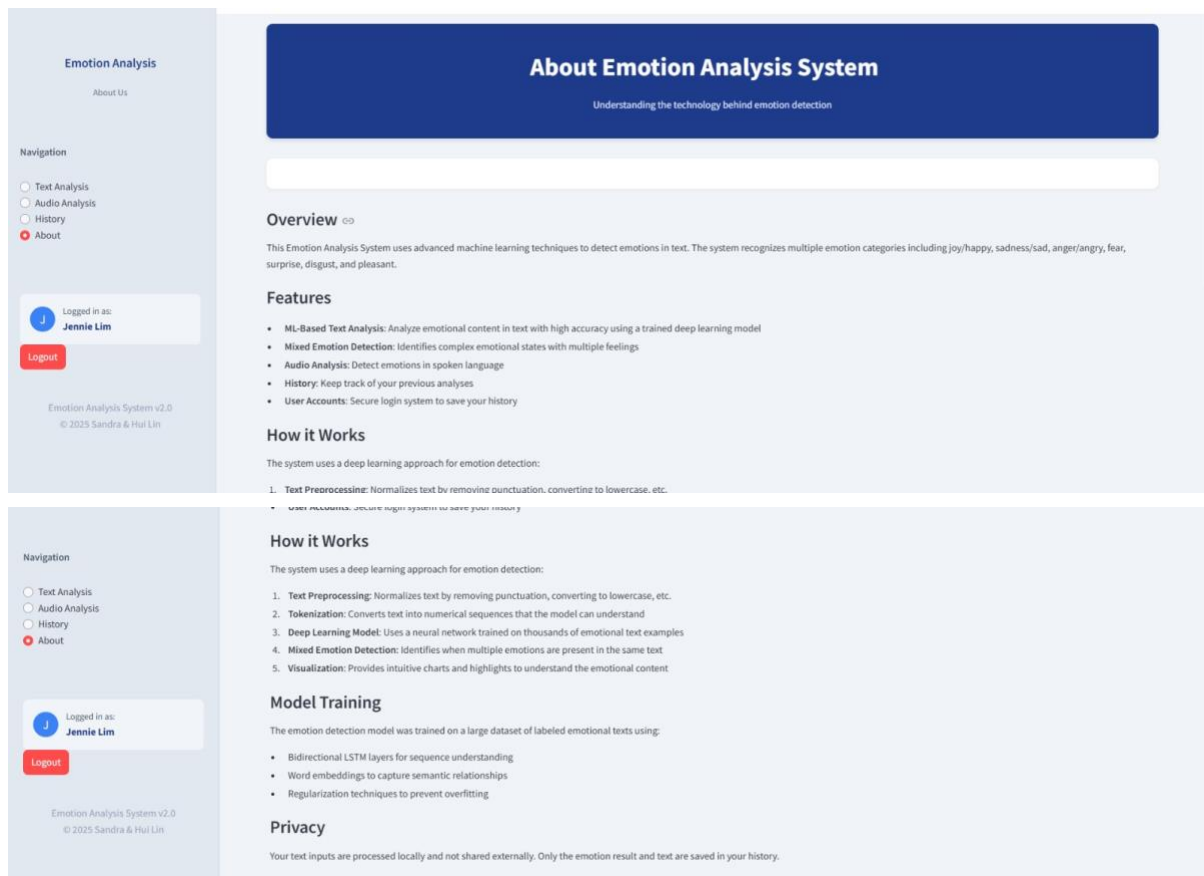 Emotion Analysis
About Us
Navigation
Text Analysis
Audio Analysis
History
About
J
Logged in as:
Jennie Lim
Logout
Emotion Analysis System v2.0
© 2025 Sandra & Hui Lin
About Emotion Analysis System
Understanding the technology behind emotion detection
Overview
This Emotion Analysis System uses advanced machine learning techniques to detect emotions in text. The system recognizes multiple emotion categories including joy/happy, sadness/sad, anger/angry, fear,
surprise, disgust, and pleasant.
Features
• ML-Based Text Analysis: Analyze emotional content in text with high accuracy using a trained deep learning model
• Mixed Emotion Detection: Identifies complex emotional states with multiple feelings
• Audio Analysis: Detect emotions in spoken language
• History: Keep track of your previous analyses
• User Accounts: Secure login system to save your history
How it Works
The system uses a deep learning approach for emotion detection:
1. Text Preprocessing: Normalizes text by removing punctuation, converting to lowercase, etc.
Navigation
Text Analysis
Audio Analysis
History
About
J
Logged in as:
Jennie Lim
Logout
Emotion Analysis System v2.0
© 2025 Sandra & Hui Lin
• User Accounts: Secure login system to save your history
How it Works
The system uses a deep learning approach for emotion detection:
1. Text Preprocessing: Normalizes text by removing punctuation, converting to lowercase, etc.
2. Tokenization: Converts text into numerical sequences that the model can understand
3. Deep Learning Model: Uses a neural network trained on thousands of emotional text examples
4. Mixed Emotion Detection: Identifies when multiple emotions are present in the same text
5. Visualization: Provides intuitive charts and highlights to understand the emotional content
Model Training
The emotion detection model was trained on a large dataset of labeled emotional texts using:
• Bidirectional LSTM layers for sequence understanding
• Word embeddings to capture semantic relationships
• Regularization techniques to prevent overfitting
Privacy
Your text inputs are processed locally and not shared externally. Only the emotion result and text are saved in your history.